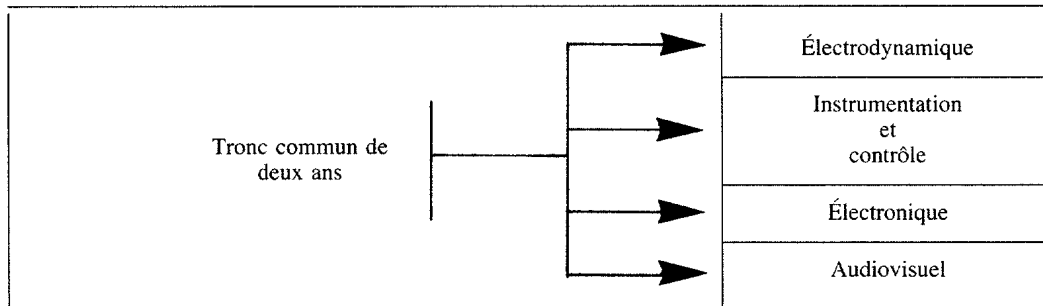 Tronc commun de
deux ans
Électrodynamique
Instrumentation
et
contrôle
Électronique
Audiovisuel